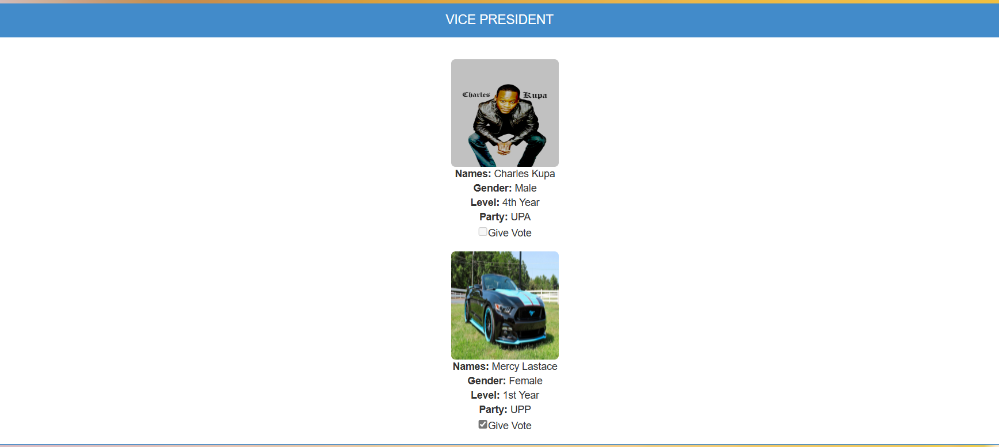 VICE PRESIDENT
Charles Kupa
Names: Charles Kupa
Gender: Male
Level: 4th Year
Party: UPA
Give Vote
Names: Mercy Lastace
Gender: Female
Level: 1st Year
Party: UPP
Give Vote